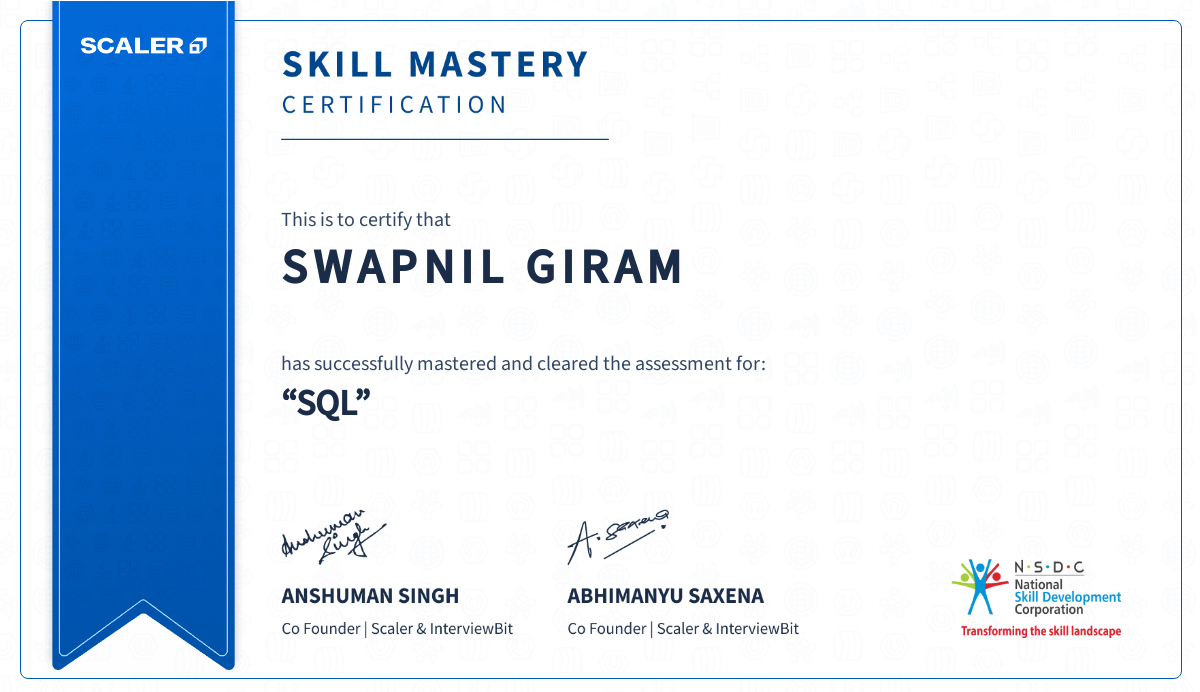 SCALER
SKILL MASTERY
CERTIFICATION
This is to certify that
SWAPNIL GIRAM
has successfully mastered and cleared the assessment for:
“SQL”
Anshuman Singh
A. Saxena
ANSHUMAN SINGH
Co Founder | Scaler & InterviewBit
ABHIMANYU SAXENA
Co Founder | Scaler & InterviewBit
N·S·D·C
National
Skill Development
Corporation
Transforming the skill landscape